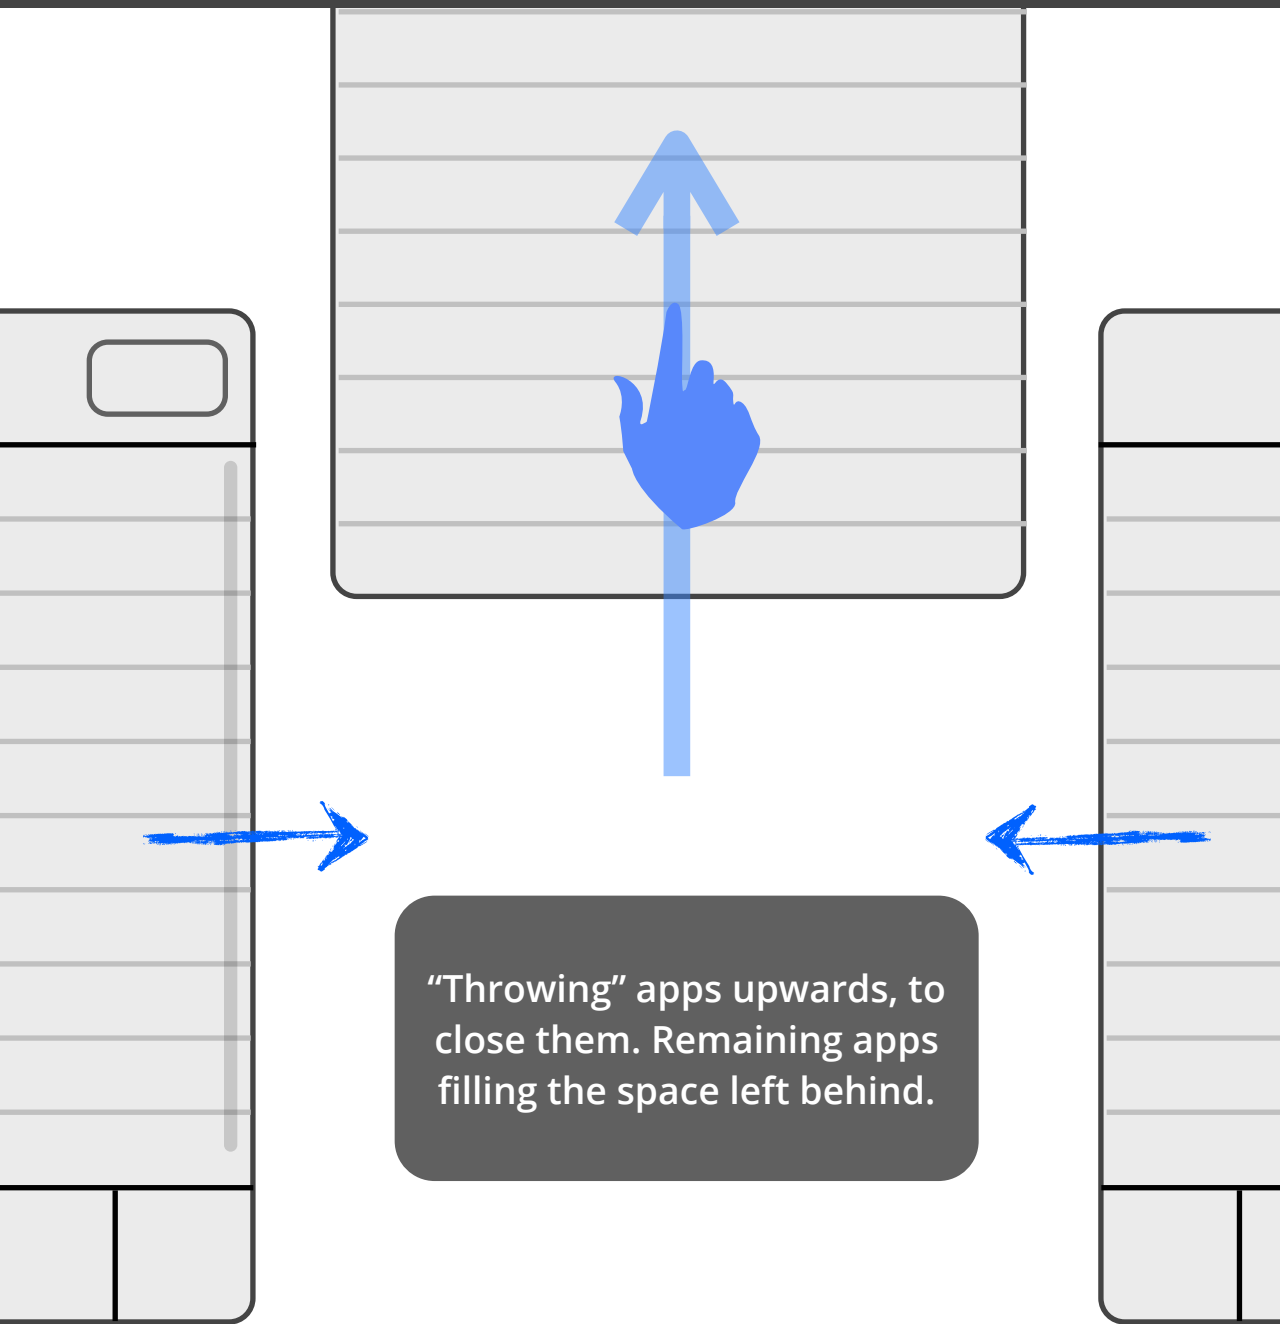 “Throwing” apps upwards, to
close them. Remaining apps
filling the space left behind.